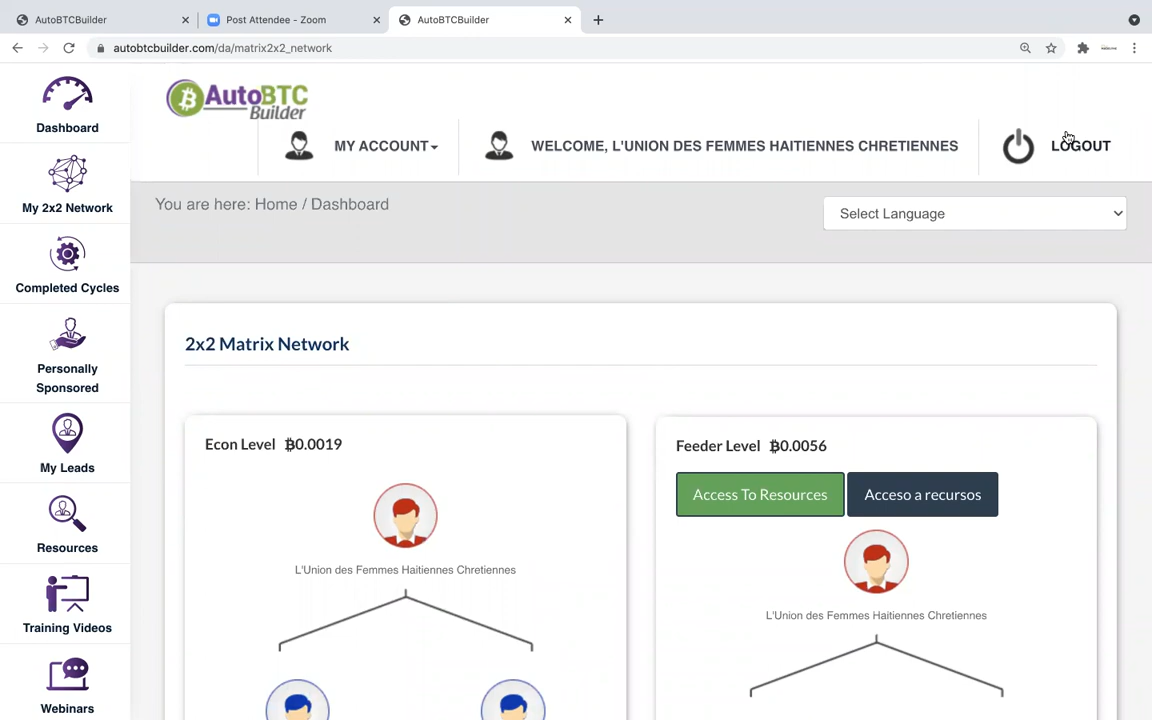 AutoBTCBuilder
Post Attendee - Zoom
AutoBTCBuilder
autobtcbuilder.com/da/matrix2x2_network
AutoBTC
Builder
MY ACCOUNT
WELCOME, L'UNION DES FEMMES HAITIENNES CHRETIENNES
LOGOUT
You are here: Home / Dashboard
Select Language
Dashboard
My 2x2 Network
Completed Cycles
Personally
Sponsored
My Leads
Resources
Training Videos
Webinars
2x2 Matrix Network
Econ Level ₿0.0019
L'Union des Femmes Haitiennes Chretiennes
Feeder Level ₿0.0056
Access To Resources
Acceso a recursos
L'Union des Femmes Haitiennes Chretiennes